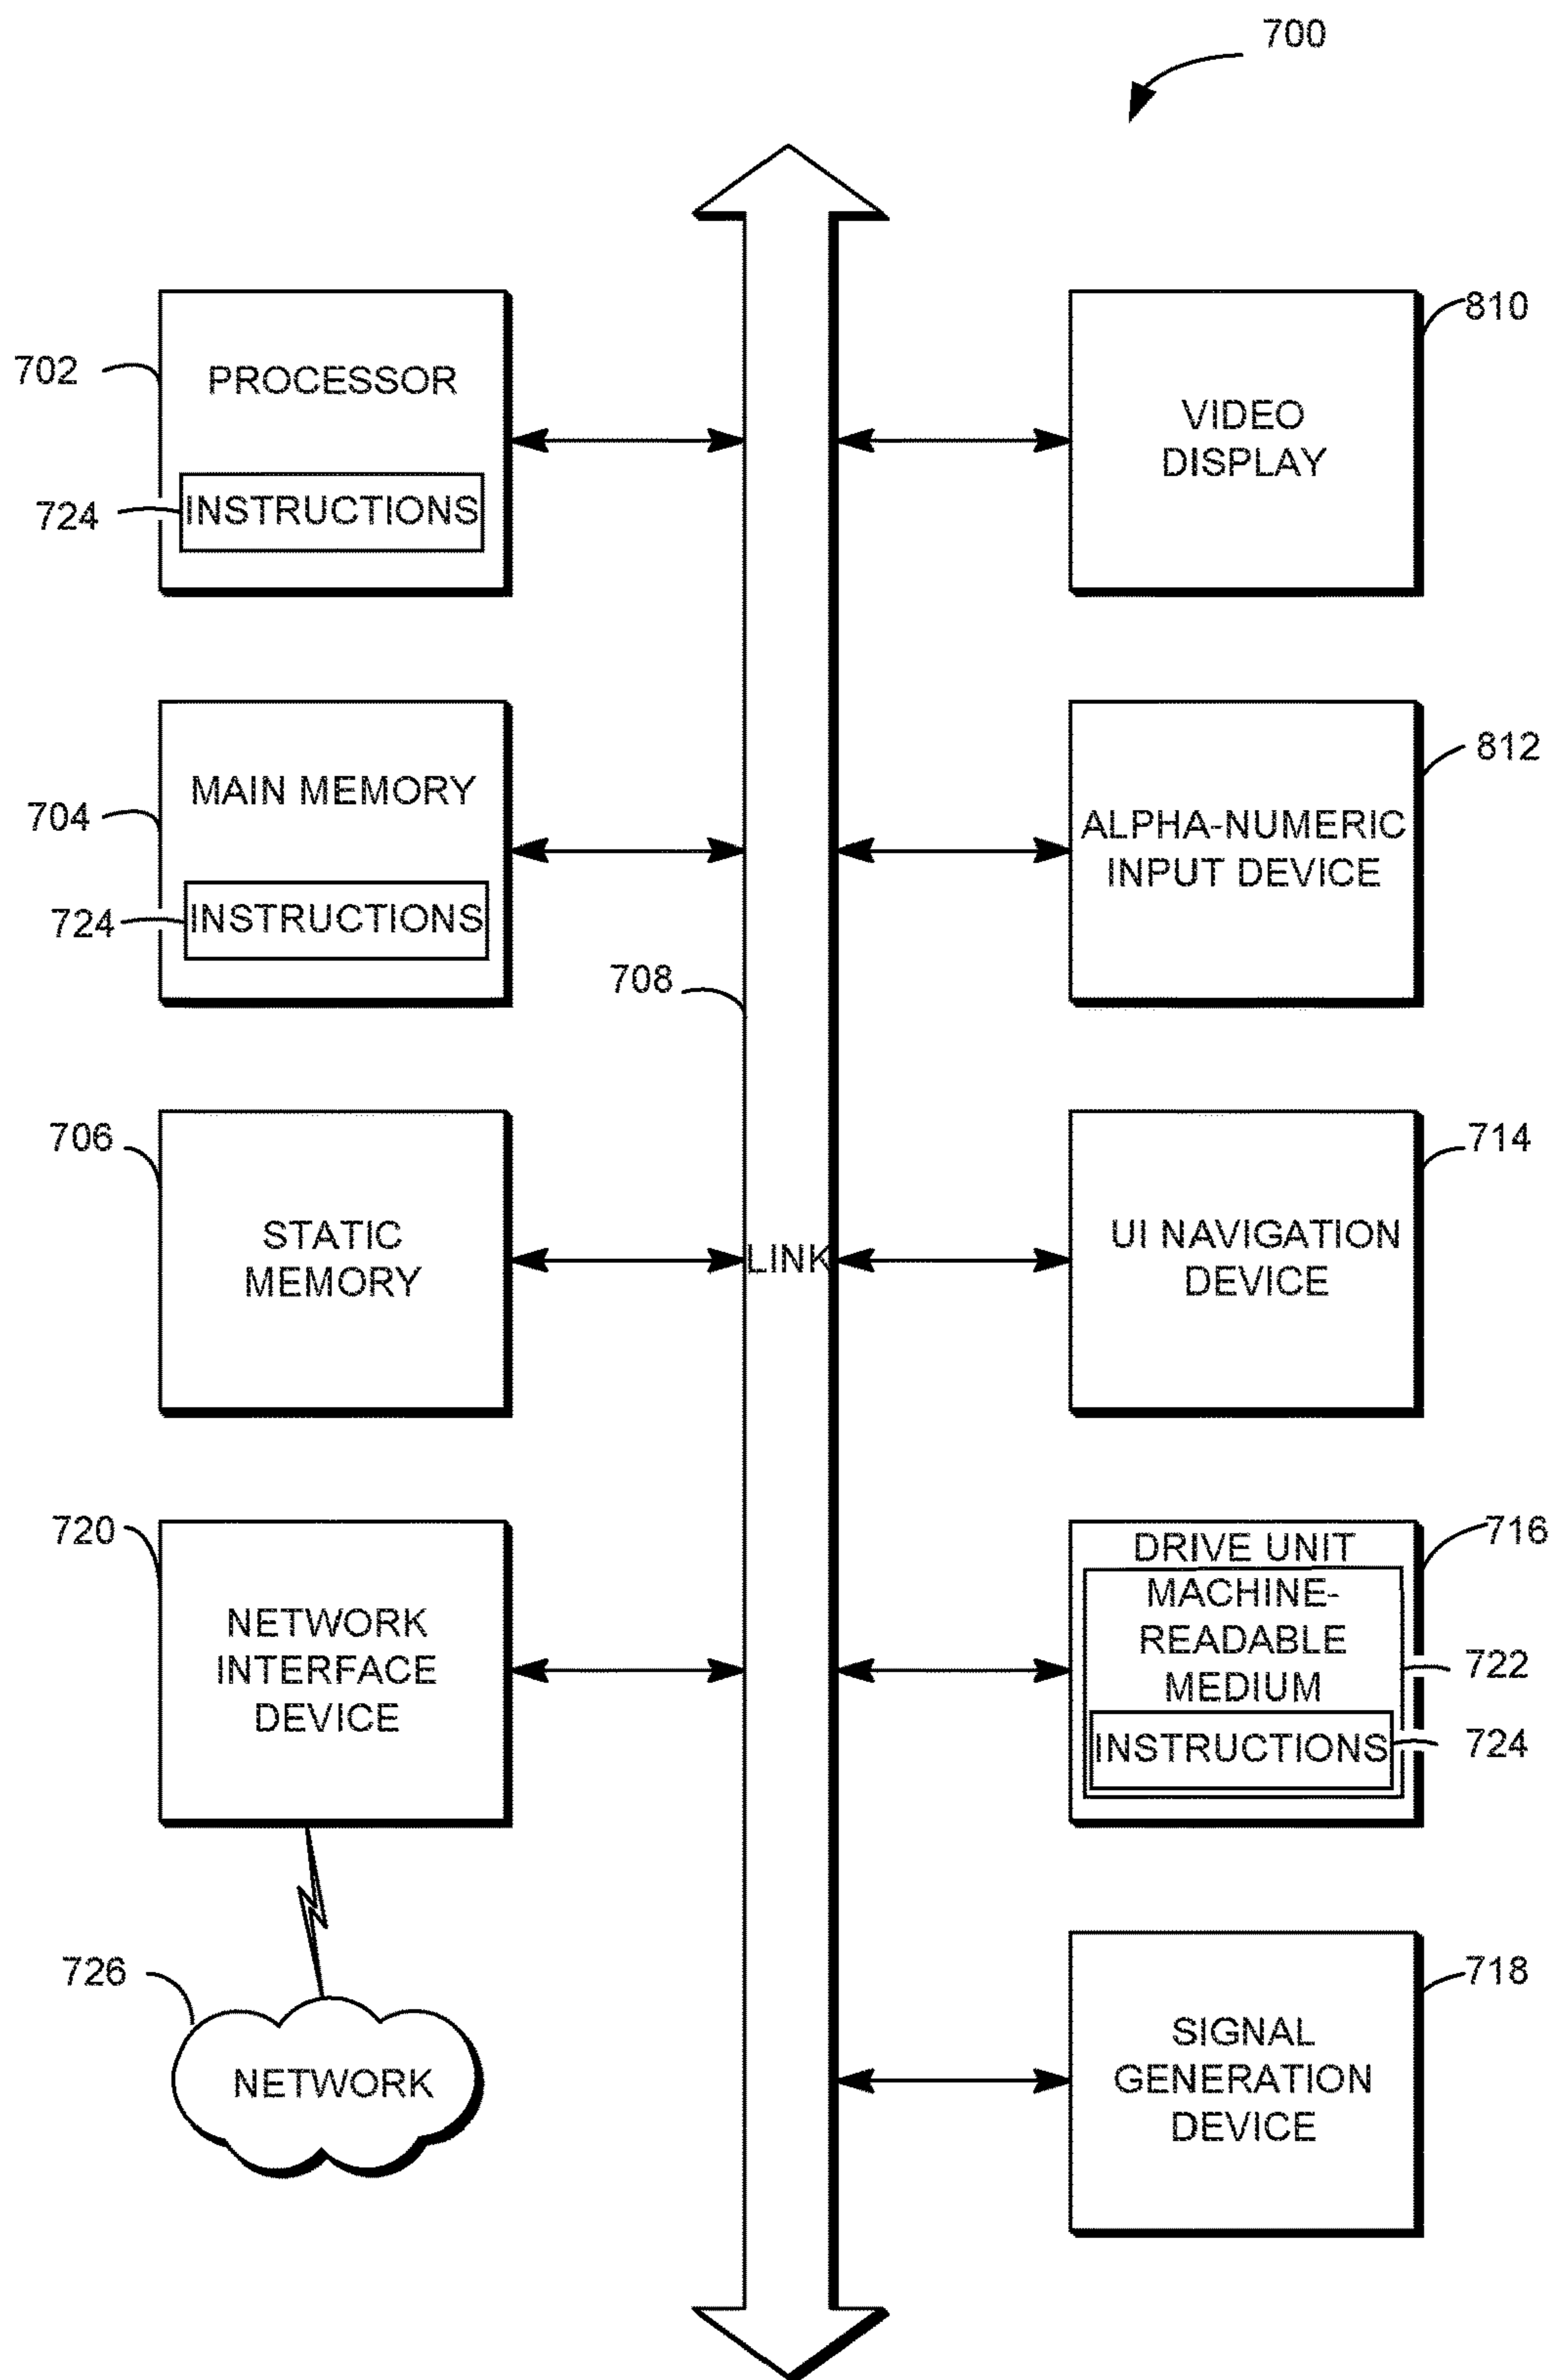 700
702
PROCESSOR
724
INSTRUCTIONS
810
VIDEO
DISPLAY
704
MAIN MEMORY
724
INSTRUCTIONS
812
ALPHA-NUMERIC
INPUT DEVICE
708
LINK
706
STATIC
MEMORY
714
UI NAVIGATION
DEVICE
720
NETWORK
INTERFACE
DEVICE
716
DRIVE UNIT
MACHINE-
READABLE
MEDIUM
722
INSTRUCTIONS
724
726
NETWORK
718
SIGNAL
GENERATION
DEVICE